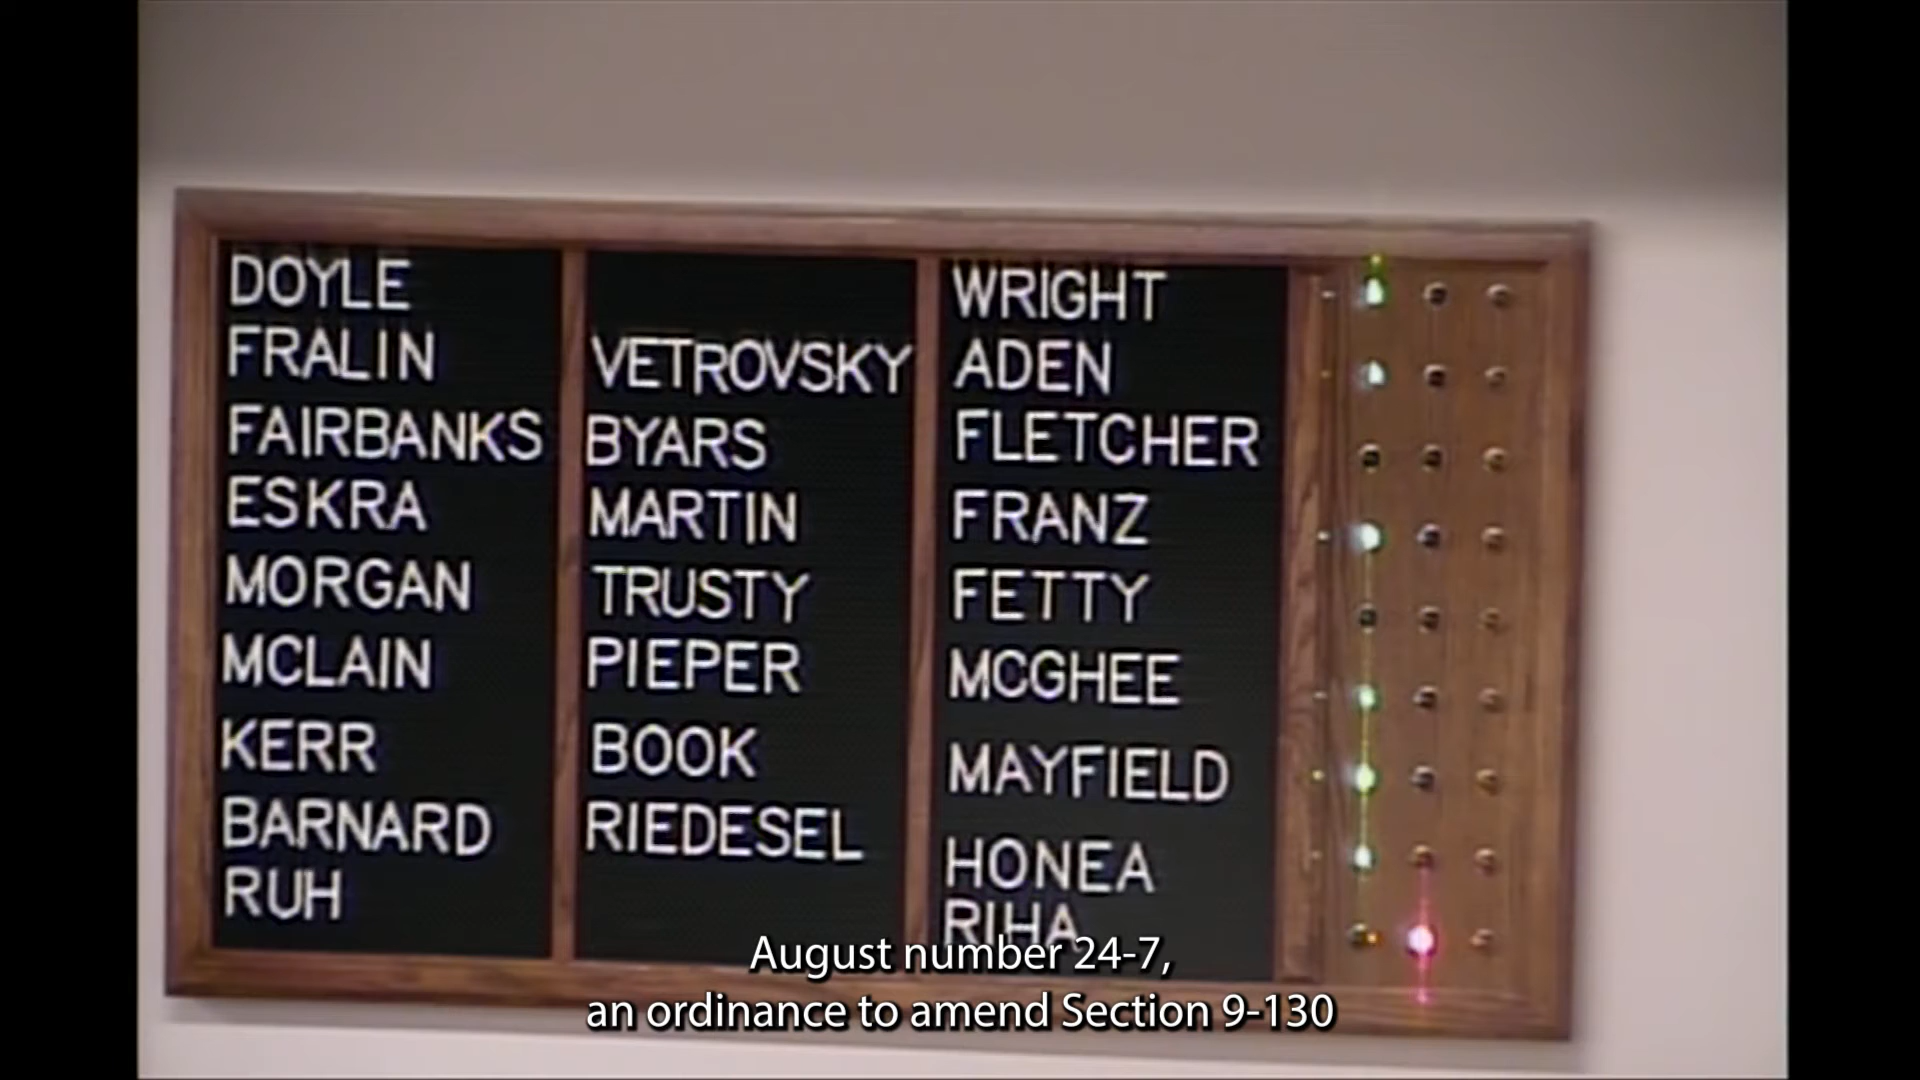 DOYLE
FRALIN
FAIRBANKS
ESKRA
MORGAN
MCLAIN
KERR
BARNARD
RUH
VETROVSKY
BYARS
MARTIN
TRUSTY
PIEPER
BOOK
RIEDESEL
WRIGHT
ADEN
FLETCHER
FRANZ
FETTY
MCGHEE
MAYFIELD
HONEA
RIHA
August number 24-7,
an ordinance to amend Section 9-130